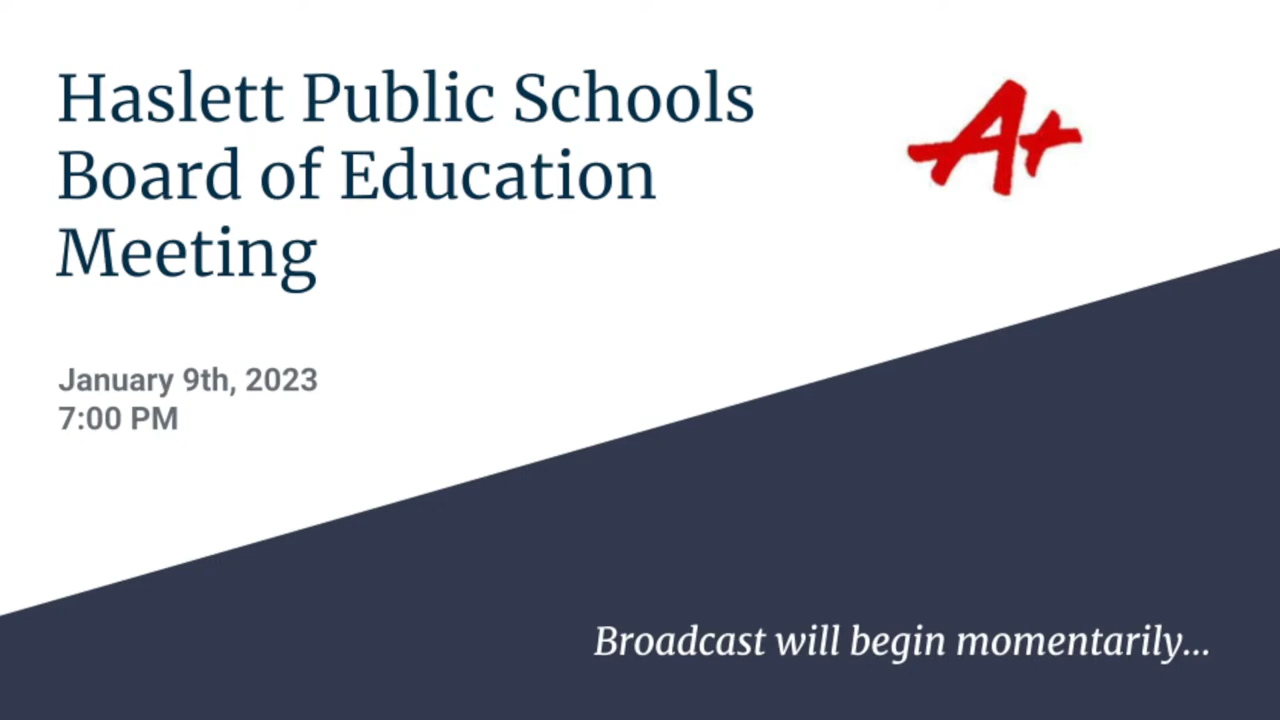 Haslett Public Schools
Board of Education
Meeting
A+
January 9th, 2023
7:00 PM
Broadcast will begin momentarily...